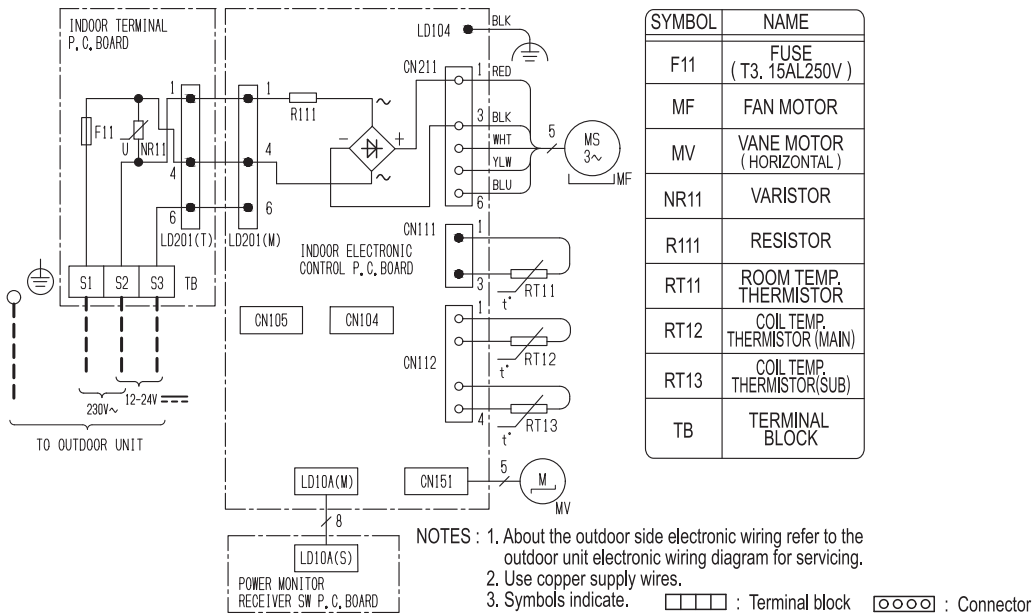 INDOOR TERMINAL
P.C.BOARD
F11
U
NR11
1
4
6
LD201(T)
1
4
6
LD201(M)
S1
S2
S3
TB
230V~
12-24V
TO OUTDOOR UNIT
R111
~
~
−
+
LD104
BLK
CN211
1
RED
3
BLK
WHT
YLW
BLU
6
5
MS
3~
MF
INDOOR ELECTRONIC
CONTROL P.C.BOARD
CN111
1
3
t°
RT11
CN105
CN104
CN112
1
4
t°
RT12
t°
RT13
LD10A(M)
CN151
5
M
MV
8
LD10A(S)
POWER MONITOR
RECEIVER SW P.C.BOARD
SYMBOL NAME
F11 FUSE
( T3. 15AL250V )
MF FAN MOTOR
MV VANE MOTOR
( HORIZONTAL )
NR11 VARISTOR
R111 RESISTOR
RT11 ROOM TEMP.
THERMISTOR
RT12 COIL TEMP.
THERMISTOR (MAIN)
RT13 COIL TEMP.
THERMISTOR(SUB)
TB TERMINAL
BLOCK
NOTES : 1. About the outdoor side electronic wiring refer to the
outdoor unit electronic wiring diagram for servicing.
2. Use copper supply wires.
3. Symbols indicate. : Terminal block : Connector